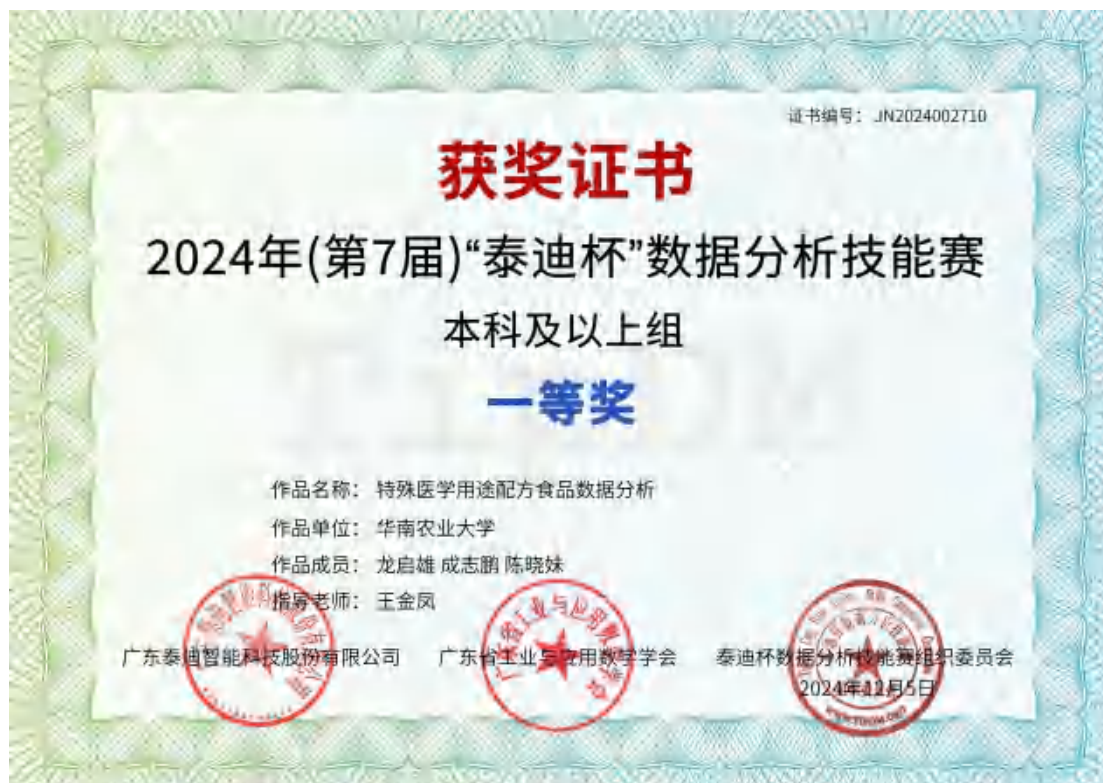 证书编号: JN2024002710
获奖证书
2024年(第7届)“泰迪杯”数据分析技能赛
本科及以上组
一等奖
作品名称: 特殊医学用途配方食品数据分析
作品单位: 华南农业大学
作品成员: 龙启雄 成志鹏 陈晓妹
指导老师: 王金凤
广东泰迪智能科技股份有限公司 广东省工业与应用数学学会 泰迪杯数据分析技能赛组织委员会
2024年12月5日